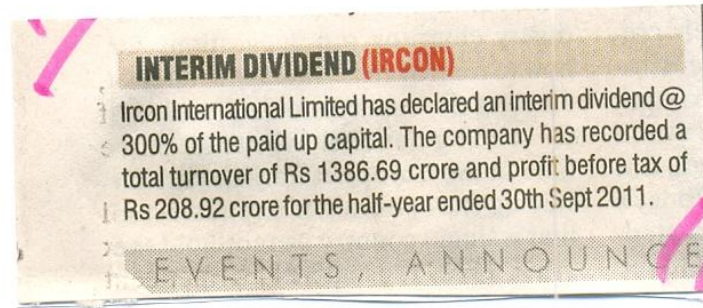 INTERIM DIVIDEND (IRCON)
Ircon International Limited has declared an interim dividend @
300% of the paid up capital. The company has recorded a
total turnover of Rs 1386.69 crore and profit before tax of
Rs 208.92 crore for the half-year ended 30th Sept 2011.
EVENTS, ANNOUNCE